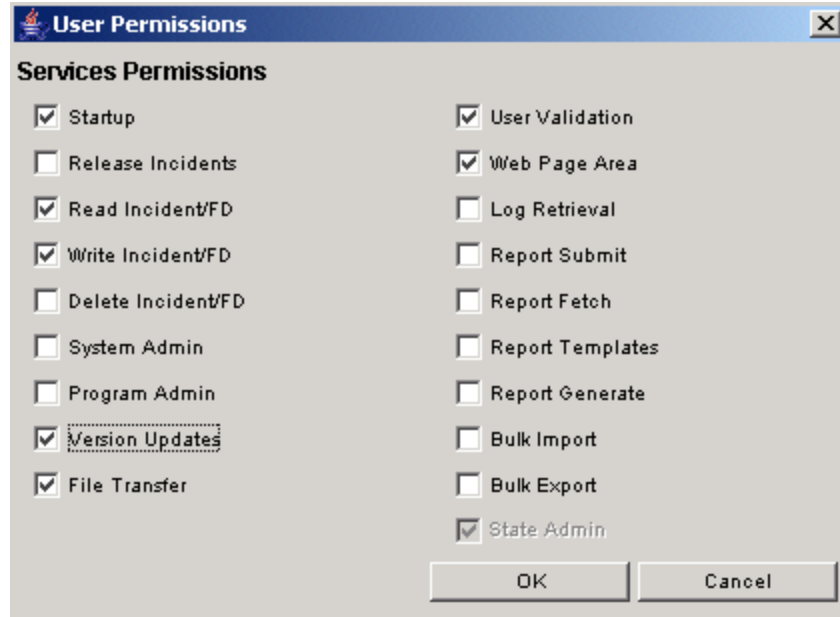 User Permissions
Services Permissions
Startup
Release Incidents
Read Incident/FD
Write Incident/FD
Delete Incident/FD
System Admin
Program Admin
Version Updates
File Transfer
User Validation
Web Page Area
Log Retrieval
Report Submit
Report Fetch
Report Templates
Report Generate
Bulk Import
Bulk Export
State Admin
OK
Cancel